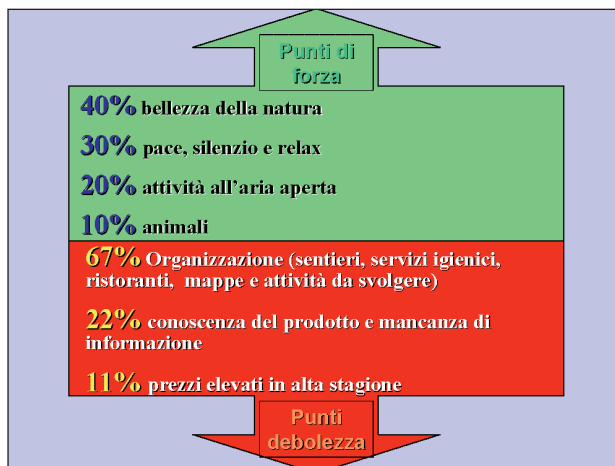 Punti di
forza
40% bellezza della natura
30% pace, silenzio e relax
20% attività all'aria aperta
10% animali
67% Organizzazione (sentieri, servizi igienici,
ristoranti, mappe e attività da svolgere)
22% conoscenza del prodotto e mancanza di
informazione
11% prezzi elevati in alta stagione
Punti
debolezza